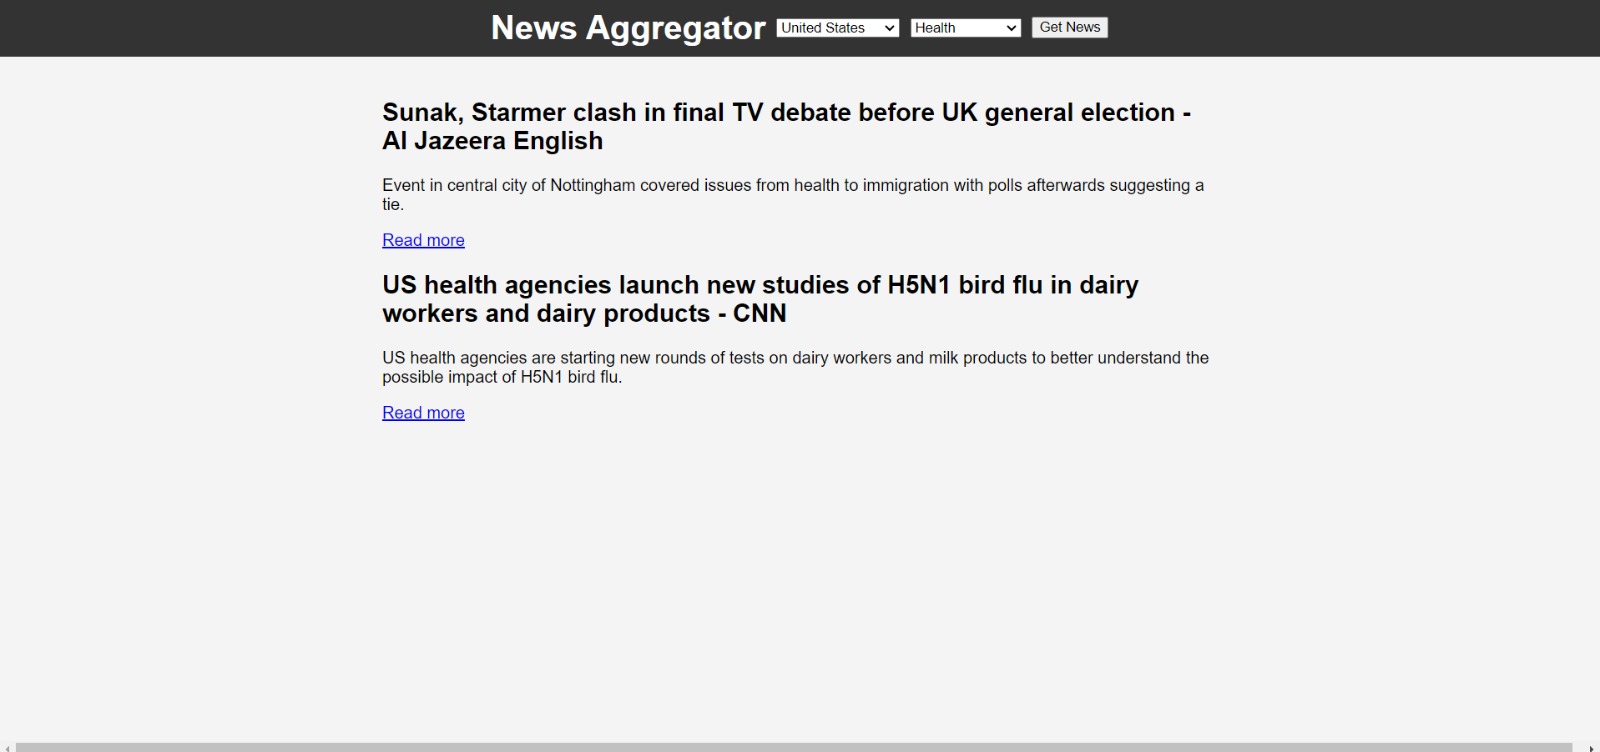 News Aggregator United States Health Get News
Sunak, Starmer clash in final TV debate before UK general election -
Al Jazeera English
Event in central city of Nottingham covered issues from health to immigration with polls afterwards suggesting a
tie.
Read more
US health agencies launch new studies of H5N1 bird flu in dairy
workers and dairy products - CNN
US health agencies are starting new rounds of tests on dairy workers and milk products to better understand the
possible impact of H5N1 bird flu.
Read more